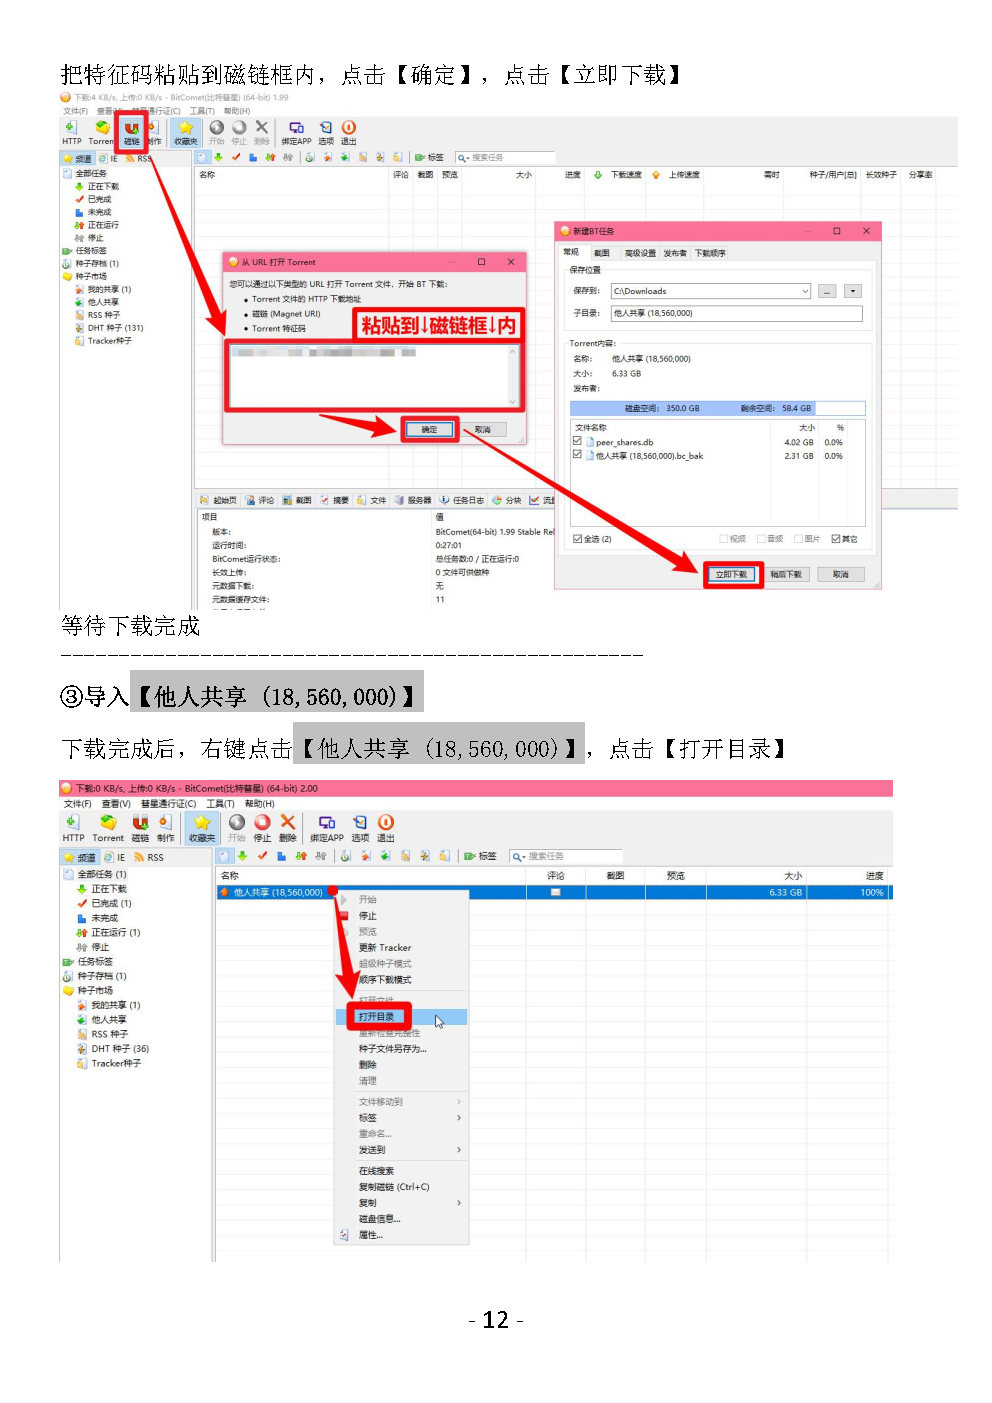 把特征码粘贴到磁链框内，点击【确定】，点击【立即下载】
下载:4 KB/s, 上传:0 KB/s - BitComet(比特彗星) (64-bit) 1.99
文件(F) 查看(V) 彗星通行证(C) 工具(T) 帮助(H)
HTTP Torrent 磁链 制作 收藏夹 开始 停止 删除 绑定APP 选项 退出
频道 IE RSS 标签 搜索任务
全部任务
正在下载
已完成
未完成
正在运行
停止
任务标签
种子存档 (1)
种子市场
我的共享 (1)
他人共享
RSS 种子
DHT 种子 (131)
Tracker种子
名称 评论 截图 预览 大小 进度 下载速度 上传速度 需时 种子/用户[总] 长效种子 分享率
从 URL 打开 Torrent
您可以通过以下类型的 URL 打开 Torrent 文件，开始 BT 下载:
Torrent 文件的 HTTP 下载地址
磁链 (Magnet URI)
Torrent 特征码
粘贴到↓磁链框↓内
确定 取消
新建BT任务
常规 截图 高级设置 发布者 下载顺序
保存位置
保存到: C:\Downloads ...
子目录: 他人共享 (18,560,000)
Torrent内容:
名称: 他人共享 (18,560,000)
大小: 6.33 GB
发布者:
磁盘空间: 350.0 GB 剩余空间: 58.4 GB
文件名称 大小 %
peer_shares.db 4.02 GB 0.0%
他人共享 (18,560,000).bc_bak 2.31 GB 0.0%
全选 (2) 视频 音频 图片 其它
立即下载 稍后下载 取消
起始页 评论 截图 摘要 文件 服务器 任务日志 分块 流量
项目 值
版本: BitComet(64-bit) 1.99 Stable Rel
运行时间: 0:27:01
BitComet运行状态: 总任务数:0 / 正在运行:0
长效上传: 0 文件可供做种
元数据下载: 无
元数据缓存文件: 11
等待下载完成
--------------------------------------------------
③导入【他人共享 (18,560,000)】
下载完成后，右键点击【他人共享 (18,560,000)】，点击【打开目录】
下载:0 KB/s, 上传:0 KB/s - BitComet(比特彗星) (64-bit) 2.00
文件(F) 查看(V) 彗星通行证(C) 工具(T) 帮助(H)
HTTP Torrent 磁链 制作 收藏夹 开始 停止 删除 绑定APP 选项 退出
频道 IE RSS 标签 搜索任务
全部任务 (1)
正在下载
已完成 (1)
未完成
正在运行 (1)
停止
任务标签
种子存档 (1)
种子市场
我的共享 (1)
他人共享
RSS 种子
DHT 种子 (36)
Tracker种子
名称 评论 截图 预览 大小 进度
他人共享 (18,560,000) 6.33 GB 100%
开始
停止
预览
更新 Tracker
超级种子模式
顺序下载模式
打开文件
打开目录
重新检查完整性
种子文件另存为...
删除
清理
文件移动到
标签
重命名...
发送到
在线搜索
复制磁链 (Ctrl+C)
复制
磁盘信息...
属性...
- 12 -